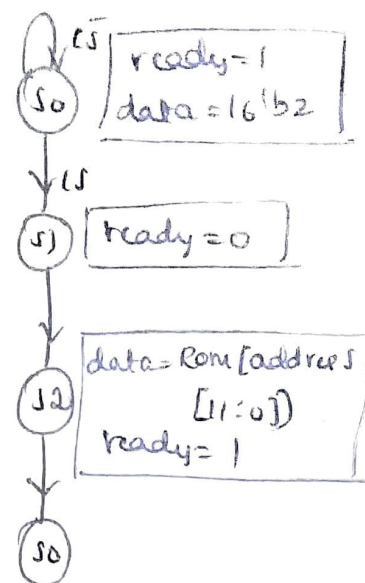 cs̅
S0
ready=1
data=16'bz
cs
S1
ready=0
S2
data=Rom[address
[11:0])
ready=1
S0